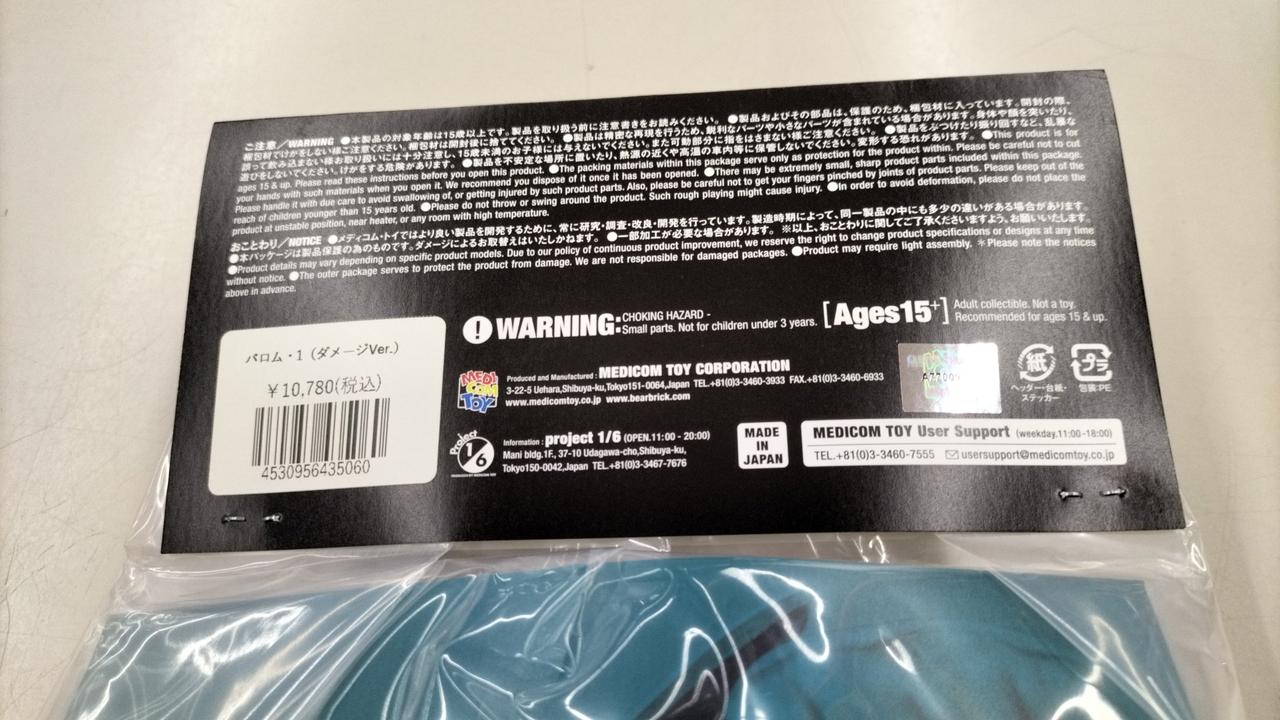 ご注意／WARNING ●本製品の対象年齢は15歳以上です。製品を取り扱う前に注意書きをお読みください。 ●製品およびその部品は、保護のため、梱包材に入っています。開封の際、
梱包材でけがをしない様ご注意ください。梱包材は開封後に捨ててください。 ●製品は精密な再現を行うため、鋭利なパーツや小さなパーツが含まれている場合があります。身体や顔を突いたり、
誤って飲み込まない様お取り扱いには十分注意し、15歳未満のお子様には与えないでください。また可動部分に指をはさまない様ご注意ください。 ●製品をぶつけたり振り回すなど、乱暴な
遊びをしないでください。けがをする危険があります。 ●製品を不安定な場所に置いたり、熱源の近くや高温の車内等に保管しないでください。変形する恐れがあります。 ●This product is for
ages 15 & up. Please read these instructions before you open this product. ●The packing materials within this package serve only as protection for the product within. Please be careful not to cut
your hands with such materials when you open it. We recommend you dispose of it once it has been opened. ●There may be extremely small, sharp product parts included within this package.
Please handle it with due care to avoid swallowing of, or getting injured by such product parts. Also, please be careful not to get your fingers pinched by joints of product parts. Please keep out of the
reach of children younger than 15 years old. ●Please do not throw or swing around the product. Such rough playing might cause injury. ●In order to avoid deformation, please do not place the
product at unstable position, near heater, or any room with high temperature.
おことわり／NOTICE ●メディコム・トイではより良い製品を開発するために、常に研究・調査・改良・開発を行っています。製造時期によって、同一製品の中にも多少の違いがある場合があります。
●本パッケージは製品保護の為のものです。ダメージによるお取替えはいたしかねます。 ●一部加工が必要な場合があります。 ※以上、おことわりに関してご了承くださいますよう、お願いいたします。
●Product details may vary depending on specific product models. Due to our policy of continuous product improvement, we reserve the right to change product specifications or designs at any time
without notice. ●The outer package serves to protect the product from damage. We are not responsible for damaged packages. ●Product may require light assembly. ※Please note the notices
above in advance.
WARNING: CHOKING HAZARD -
Small parts. Not for children under 3 years.
[Ages15+] Adult collectible. Not a toy.
Recommended for ages 15 & up.
バロム・1（ダメージVer.）
￥10,780(税込)
4530956435060
MEDICOM TOY
Produced and Manufactured : MEDICOM TOY CORPORATION
3-22-5 Uehara,Shibuya-ku,Tokyo151-0064,Japan TEL.+81(0)3-3460-3933 FAX.+81(0)3-3460-6933
www.medicomtoy.co.jp www.bearbrick.com
紙
ヘッダー・台紙・
ステッカー
プラ
包装:PE
Project 1/6
PRODUCED BY MEDICOM TOY
Information : project 1/6 (OPEN.11:00 - 20:00)
Mani bldg.1F., 37-10 Udagawa-cho,Shibuya-ku,
Tokyo150-0042,Japan TEL.+81(0)3-3467-7676
MADE
IN
JAPAN
MEDICOM TOY User Support (weekday.11:00-18:00)
TEL.+81(0)3-3460-7555 usersupport@medicomtoy.co.jp